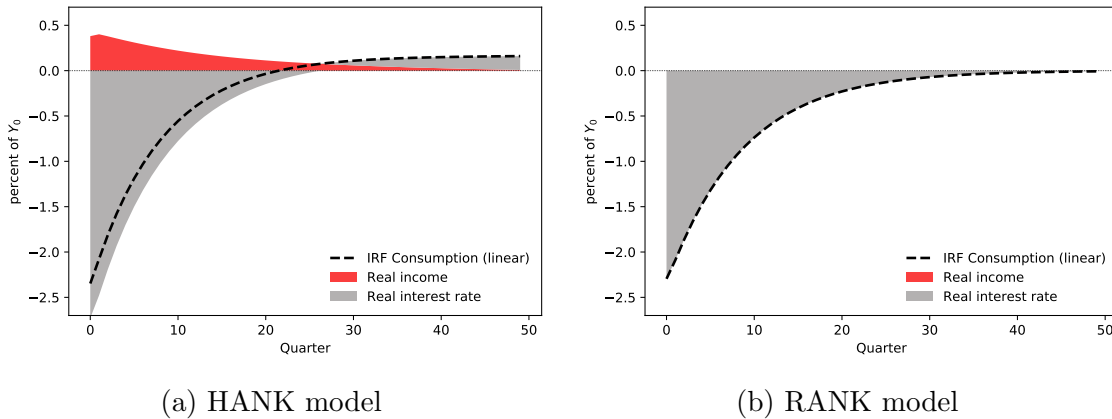 0.5
0.0
−0.5
−1.0
−1.5
−2.0
−2.5
percent of Y0
0 10 20 30 40 50
Quarter
IRF Consumption (linear)
Real income
Real interest rate
(a) HANK model
0.5
0.0
−0.5
−1.0
−1.5
−2.0
−2.5
percent of Y0
0 10 20 30 40 50
Quarter
IRF Consumption (linear)
Real income
Real interest rate
(b) RANK model